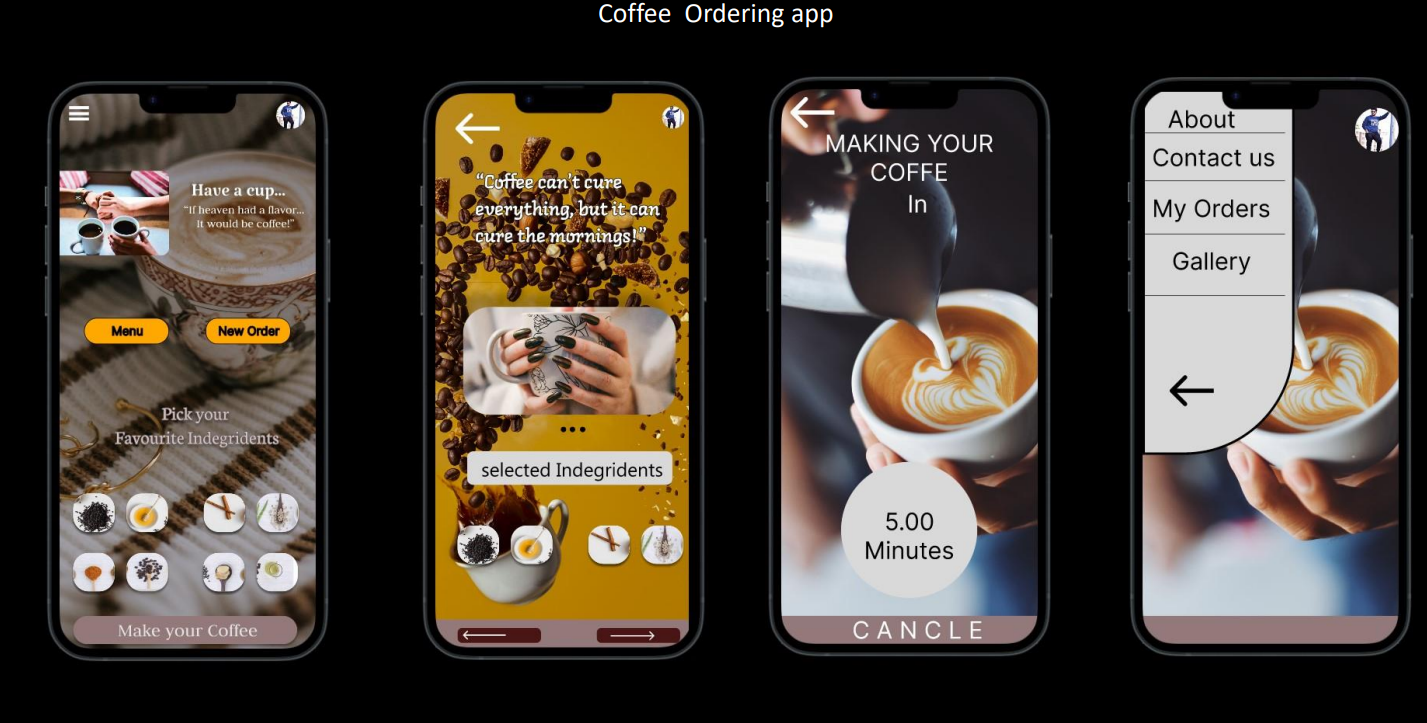 Coffee  Ordering app
Have a cup...
“If heaven had a flavor...
It would be coffee!”
Menu
New Order
Pick your
Favourite Indegridents
Make your Coffee
“Coffee can’t cure
everything, but it can
cure the mornings!”
selected Indegridents
MAKING YOUR
COFFE
In
5.00
Minutes
CANCLE
About
Contact us
My Orders
Gallery